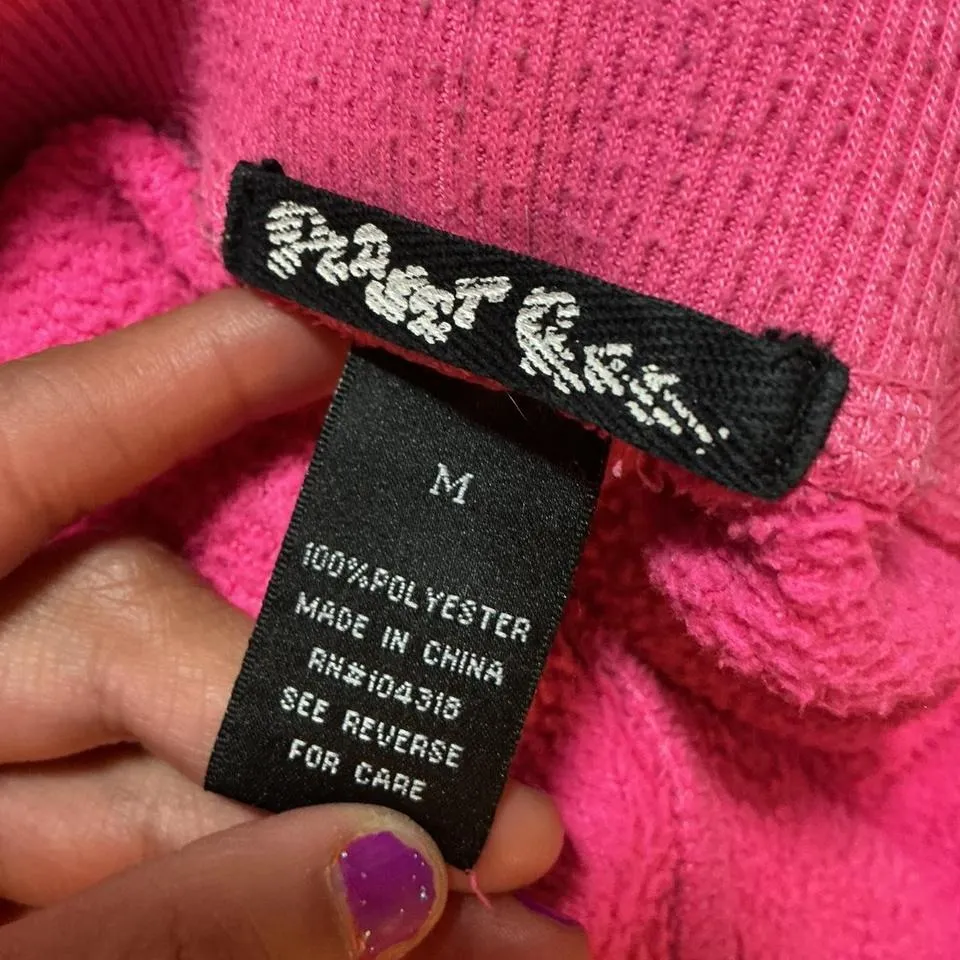 M
100%POLYESTER
MADE IN CHINA
RN#104318
SEE REVERSE
FOR CARE